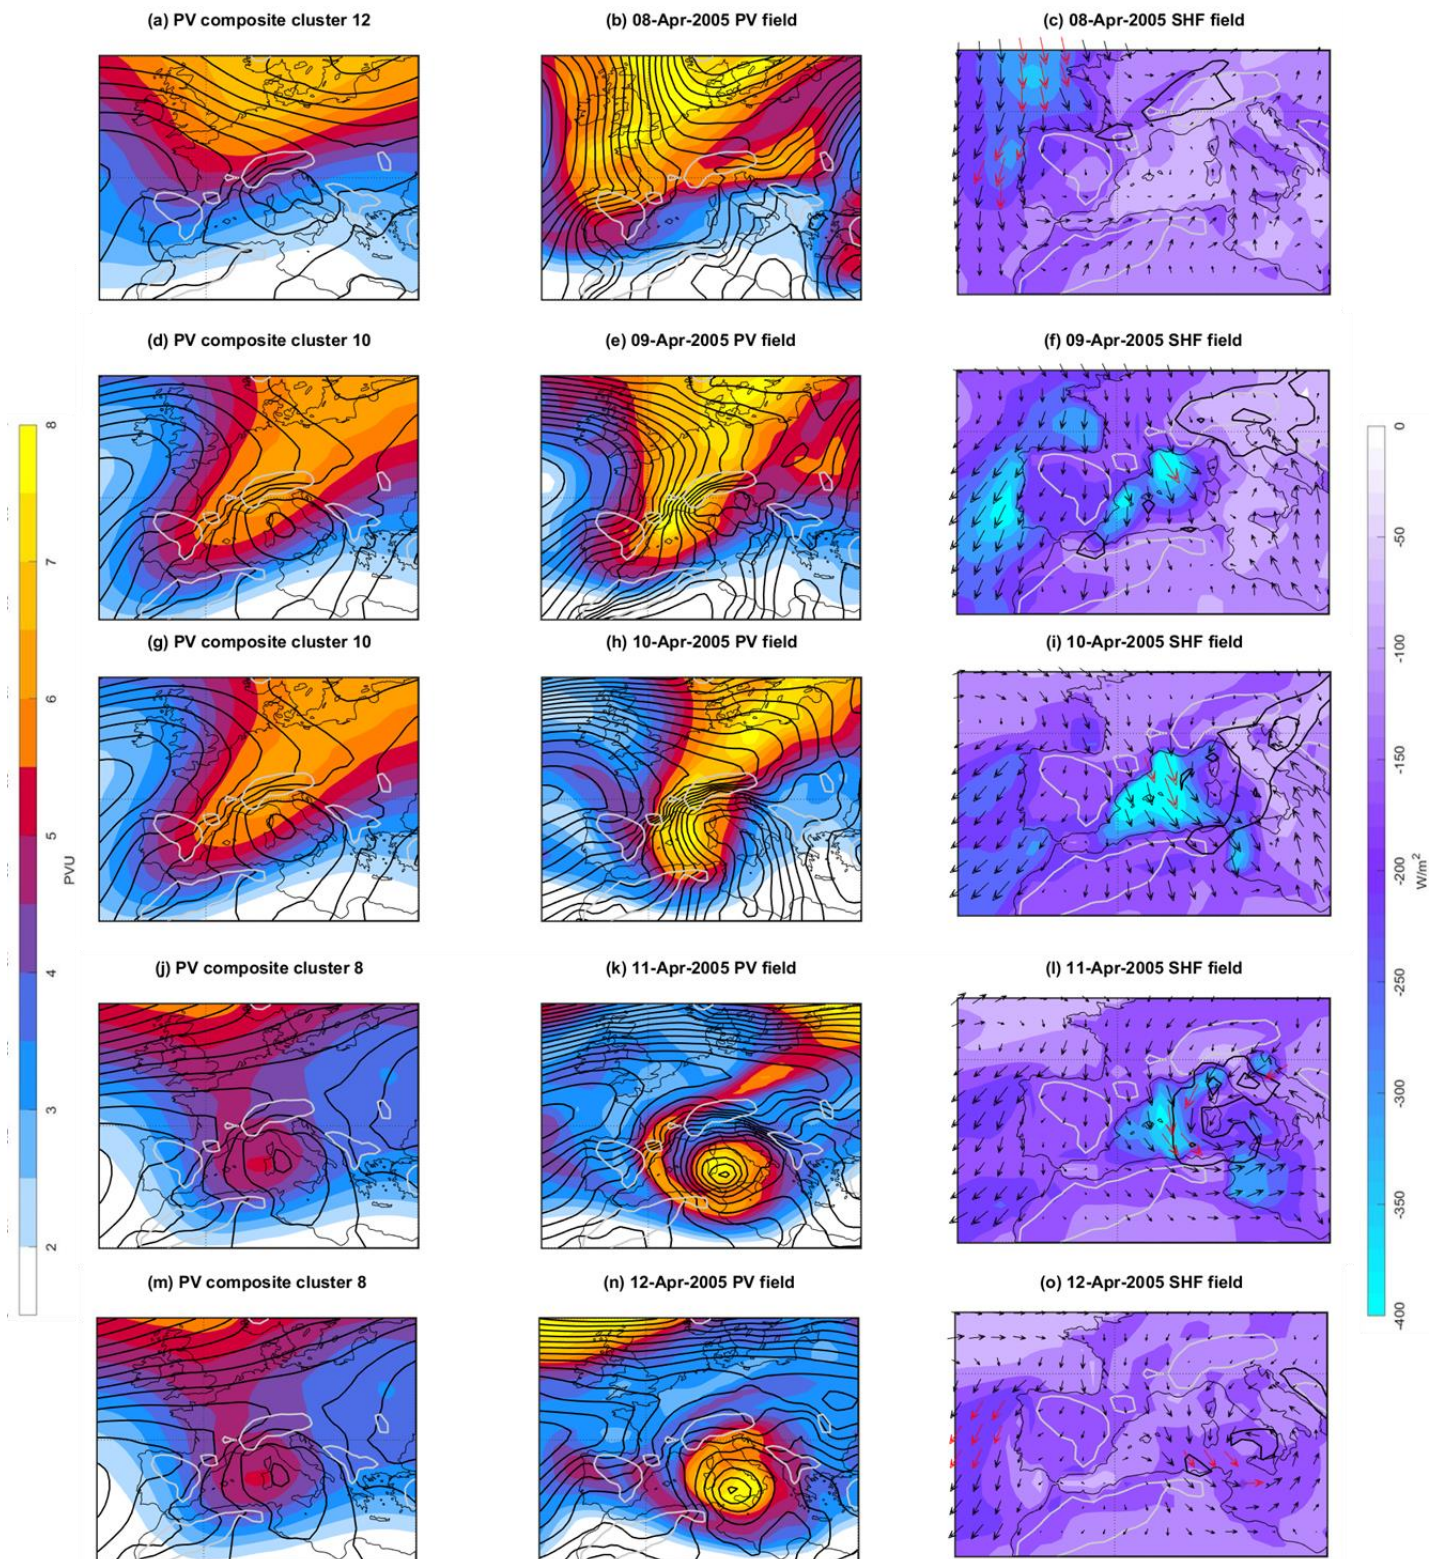 (a) PV composite cluster 12
(b) 08-Apr-2005 PV field
(c) 08-Apr-2005 SHF field
(d) PV composite cluster 10
(e) 09-Apr-2005 PV field
(f) 09-Apr-2005 SHF field
(g) PV composite cluster 10
(h) 10-Apr-2005 PV field
(i) 10-Apr-2005 SHF field
(j) PV composite cluster 8
(k) 11-Apr-2005 PV field
(l) 11-Apr-2005 SHF field
(m) PV composite cluster 8
(n) 12-Apr-2005 PV field
(o) 12-Apr-2005 SHF field
8
7
6
5
4
3
2
PVU
0
-50
-100
-150
-200
-250
-300
-350
-400
W/m²